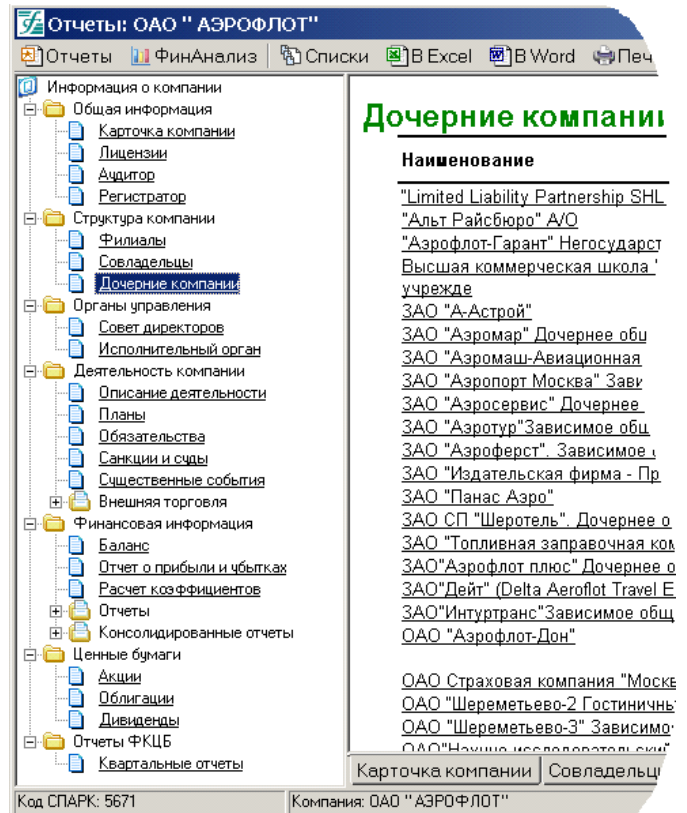 Отчеты: ОАО " АЭРОФЛОТ"
Отчеты ФинАнализ Списки В Excel В Word Печ
Информация о компании
Общая информация
Карточка компании
Лицензии
Аудитор
Регистратор
Структура компании
Филиалы
Совладельцы
Дочерние компании
Органы управления
Совет директоров
Исполнительный орган
Деятельность компании
Описание деятельности
Планы
Обязательства
Санкции и суды
Существенные события
Внешняя торговля
Финансовая информация
Баланс
Отчет о прибыли и убытках
Расчет коэффициентов
Отчеты
Консолидированные отчеты
Ценные бумаги
Акции
Облигации
Дивиденды
Отчеты ФКЦБ
Квартальные отчеты
Дочерние компании
Наименование
"Limited Liability Partnership SHL
"Альт Райсбюро" А/О
"Аэрофлот-Гарант" Негосударст
Высшая коммерческая школа "
учрежде
ЗАО "А-Астрой"
ЗАО "Аэромар" Дочернее общ
ЗАО "Аэромаш-Авиационная
ЗАО "Аэропорт Москва" Зави
ЗАО "Аэросервис" Дочернее
ЗАО "Аэротур"Зависимое общ
ЗАО "Аэроферст". Зависимое
ЗАО "Издательская фирма - Пр
ЗАО "Панас Аэро"
ЗАО СП "Шеротель". Дочернее о
ЗАО "Топливная заправочная ком
ЗАО"Аэрофлот плюс" Дочернее о
ЗАО"Дейт" (Delta Aeroflot Travel E
ЗАО"Интуртранс"Зависимое общ
ОАО "Аэрофлот-Дон"
ОАО Страховая компания "Москв
ОАО "Шереметьево-2 Гостиничны
ОАО "Шереметьево-3" Зависимо
ОАО"Научно исследовательский
Карточка компании Совладельц
Код СПАРК: 5671 Компания: ОАО " АЭРОФЛОТ"